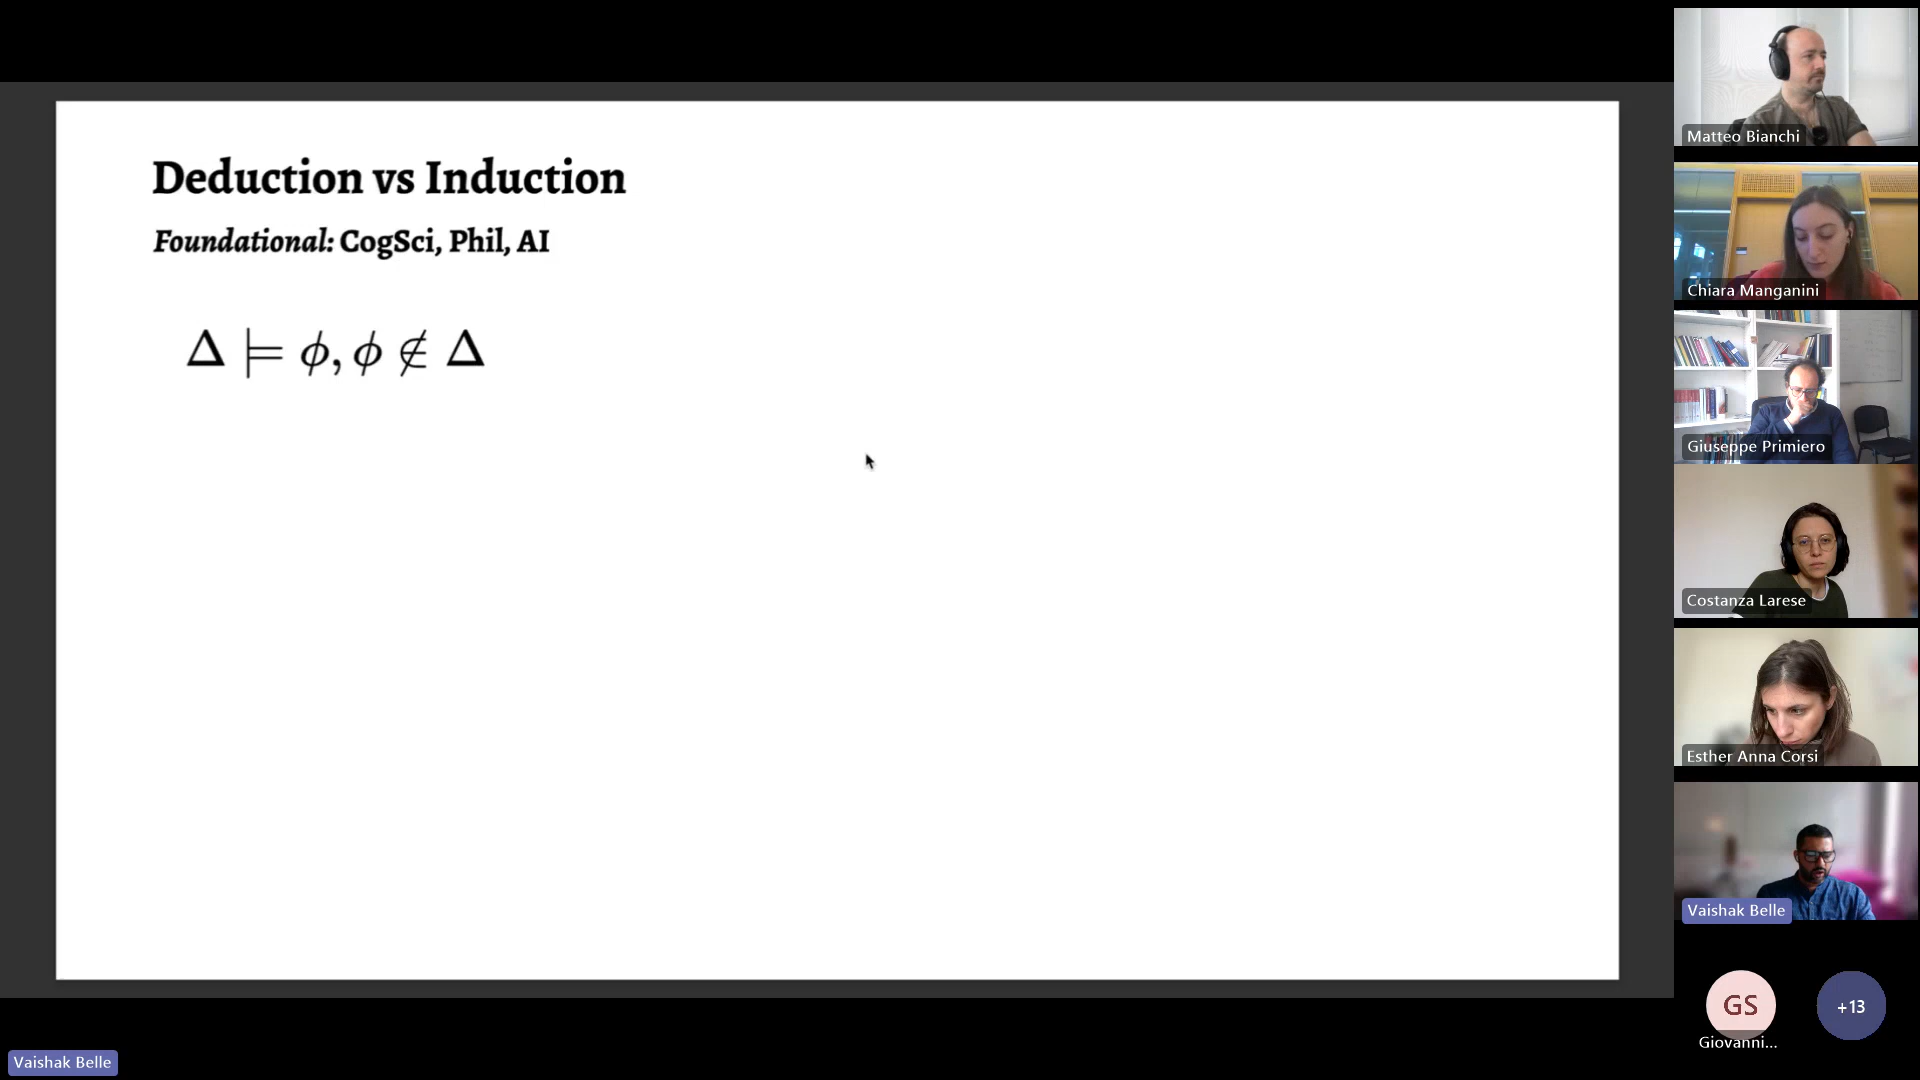 Deduction vs Induction
Foundational: CogSci, Phil, AI
Δ ⊨ ϕ, ϕ ∉ Δ
Matteo Bianchi
Chiara Manganini
Giuseppe Primiero
Costanza Larese
Esther Anna Corsi
Vaishak Belle
GS
+13
Giovanni...
Vaishak Belle